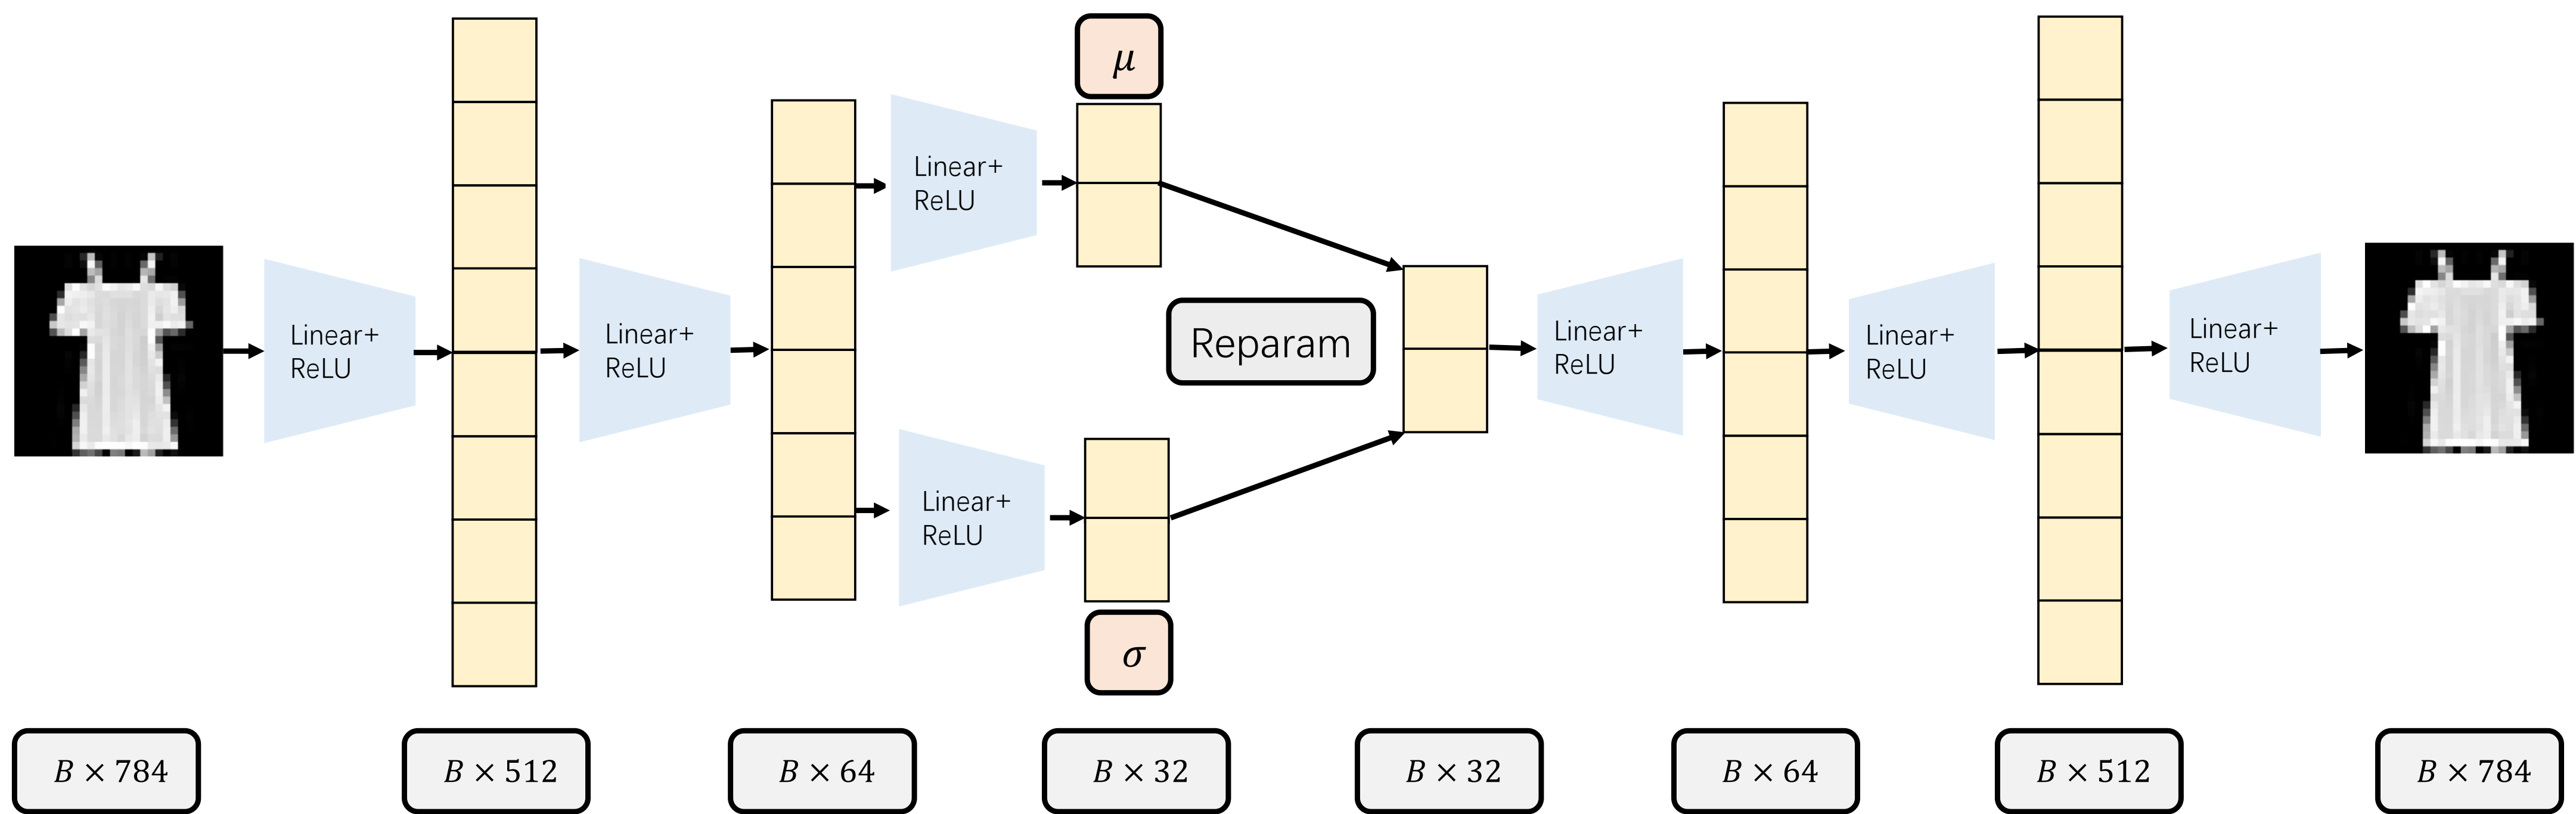 μ
Linear+
ReLU
Linear+
ReLU
Linear+
ReLU
Linear+
ReLU
Reparam
Linear+
ReLU
Linear+
ReLU
Linear+
ReLU
σ
B × 784
B × 512
B × 64
B × 32
B × 32
B × 64
B × 512
B × 784